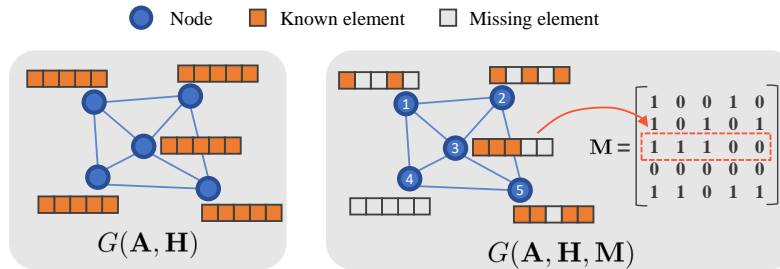 Node Known element Missing element
1 2 3 4 5
M = 1 0 0 1 0
1 0 1 0 1
1 1 1 0 0
0 0 0 0 0
1 1 0 1 1
G(A, H)
G(A, H, M)